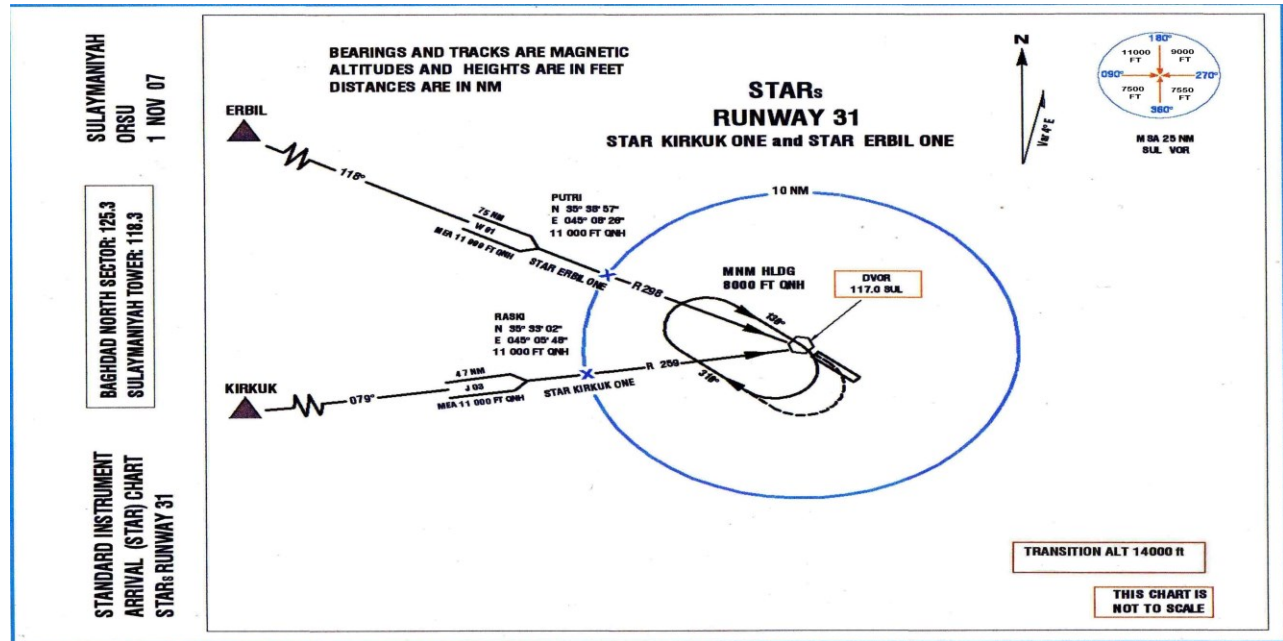 SULAYMANIYAH
ORSU
1 NOV 07
BAGHDAD NORTH SECTOR: 125.3
SULAYMANIYAH TOWER: 118.3
STANDARD INSTRUMENT
ARRIVAL (STAR) CHART
STARs RUNWAY 31
BEARINGS AND TRACKS ARE MAGNETIC
ALTITUDES AND HEIGHTS ARE IN FEET
DISTANCES ARE IN NM
STARs
RUNWAY 31
STAR KIRKUK ONE and STAR ERBIL ONE
N
Var 4° E
180°
11000 FT
9000 FT
090°
270°
7500 FT
7550 FT
360°
MSA 25 NM
SUL VOR
ERBIL
118°
75 NM
W 91
MEA 11 000 FT QNH
STAR ERBIL ONE
PUTRI
N 35° 38' 57"
E 045° 08' 26"
11 000 FT QNH
R 298
10 NM
MNM HLDG
8000 FT QNH
DVOR
117.0 SUL
136°
316°
RASKI
N 35° 33' 02"
E 045° 05' 48"
11 000 FT QNH
KIRKUK
079°
47 NM
J 03
MEA 11 000 FT QNH
STAR KIRKUK ONE
R 259
TRANSITION ALT 14000 ft
THIS CHART IS
NOT TO SCALE